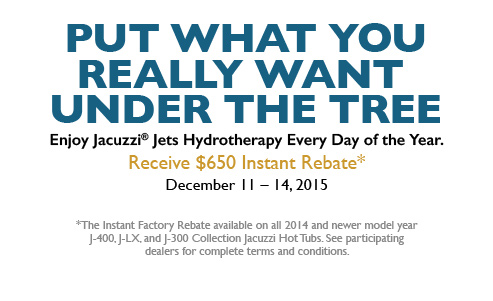 PUT WHAT YOU
REALLY WANT
UNDER THE TREE
Enjoy Jacuzzi® Jets Hydrotherapy Every Day of the Year.
Receive $650 Instant Rebate*
December 11 – 14, 2015
*The Instant Factory Rebate available on all 2014 and newer model year
J-400, J-LX, and J-300 Collection Jacuzzi Hot Tubs. See participating
dealers for complete terms and conditions.